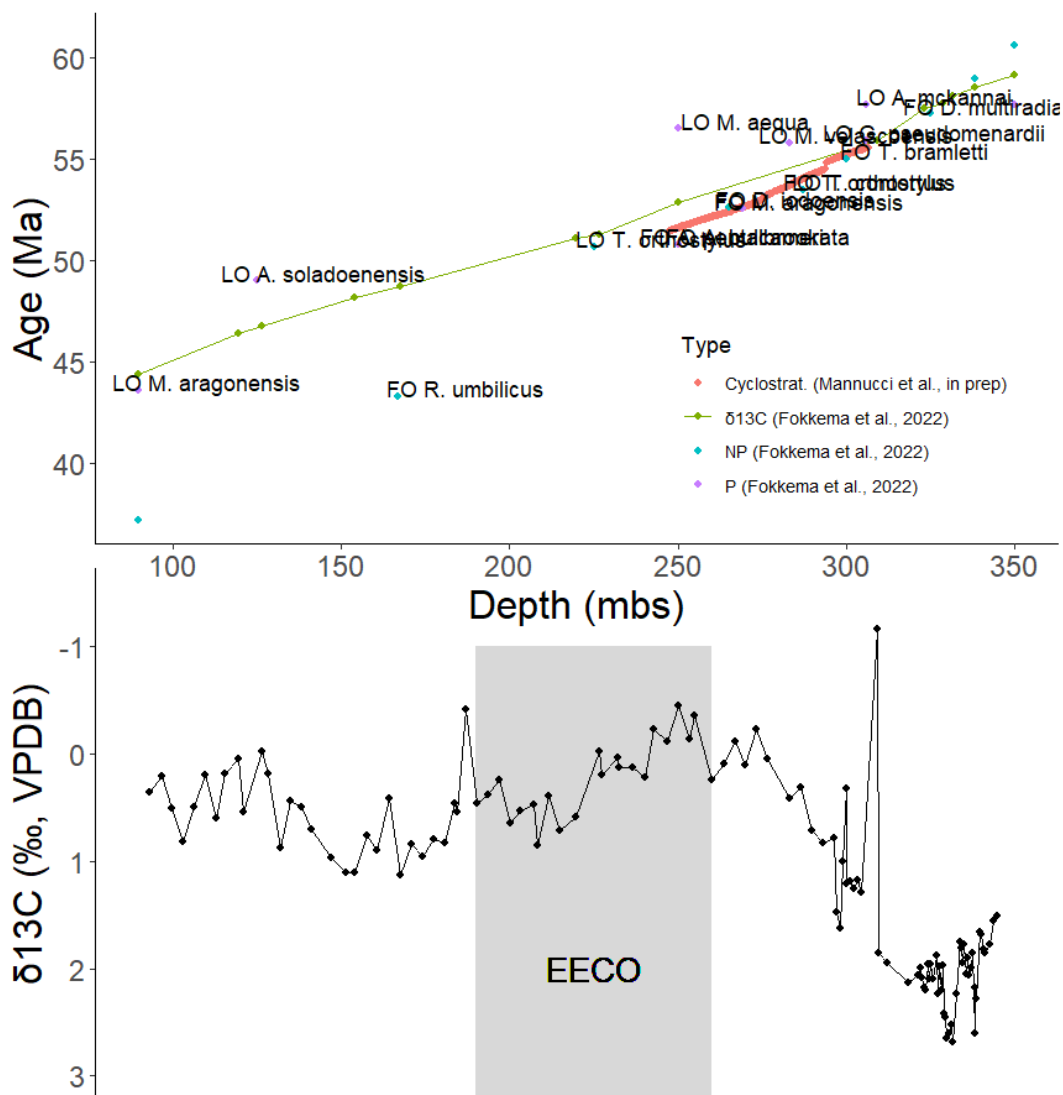 Age (Ma)
60
55
50
45
40
LO A. mckannai
FO D. multiradia
LO M. aequa
LO M. velascoensis
LO G. pseudomenardii
FO T. bramletti
FO T. orthostylus
FO D. lodoensis
FO M. aragonensis
LO T. orthostylus
LO A. soladoenensis
LO M. aragonensis
FO R. umbilicus
Type
Cyclostrat. (Mannucci et al., in prep)
δ13C (Fokkema et al., 2022)
NP (Fokkema et al., 2022)
P (Fokkema et al., 2022)
100 150 200 250 300 350
Depth (mbs)
δ13C (‰, VPDB)
-1
0
1
2
3
EECO